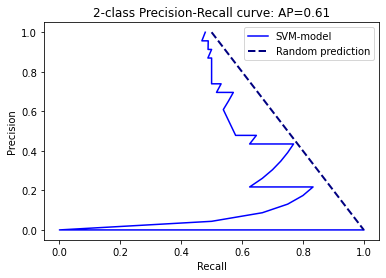 2-class Precision-Recall curve: AP=0.61
SVM-model
Random prediction
Precision
1.0
0.8
0.6
0.4
0.2
0.0
0.0 0.2 0.4 0.6 0.8 1.0
Recall